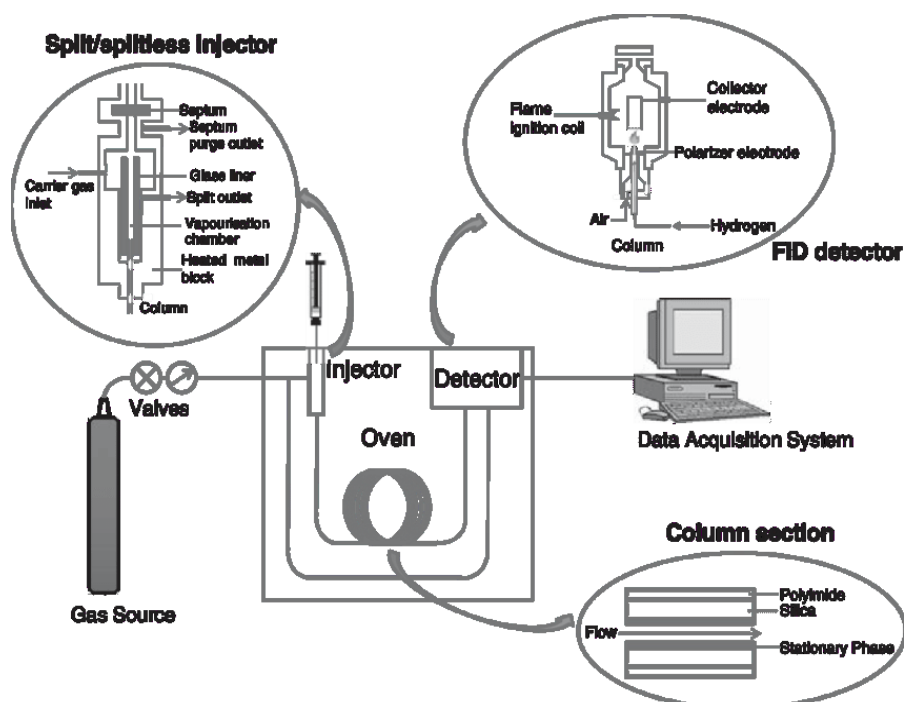 Split/splitless injector
Septum
Septum
purge outlet
Carrier gas
inlet
Glass liner
Split outlet
Vapourisation
chamber
Heated metal
block
Column
Flame
ignition coil
Collector
electrode
Polarizer electrode
Air
Hydrogen
Column
FID detector
Injector
Detector
Valves
Oven
Data Acquisition System
Gas Source
Column section
Polyimide
Silica
Flow
Stationary Phase